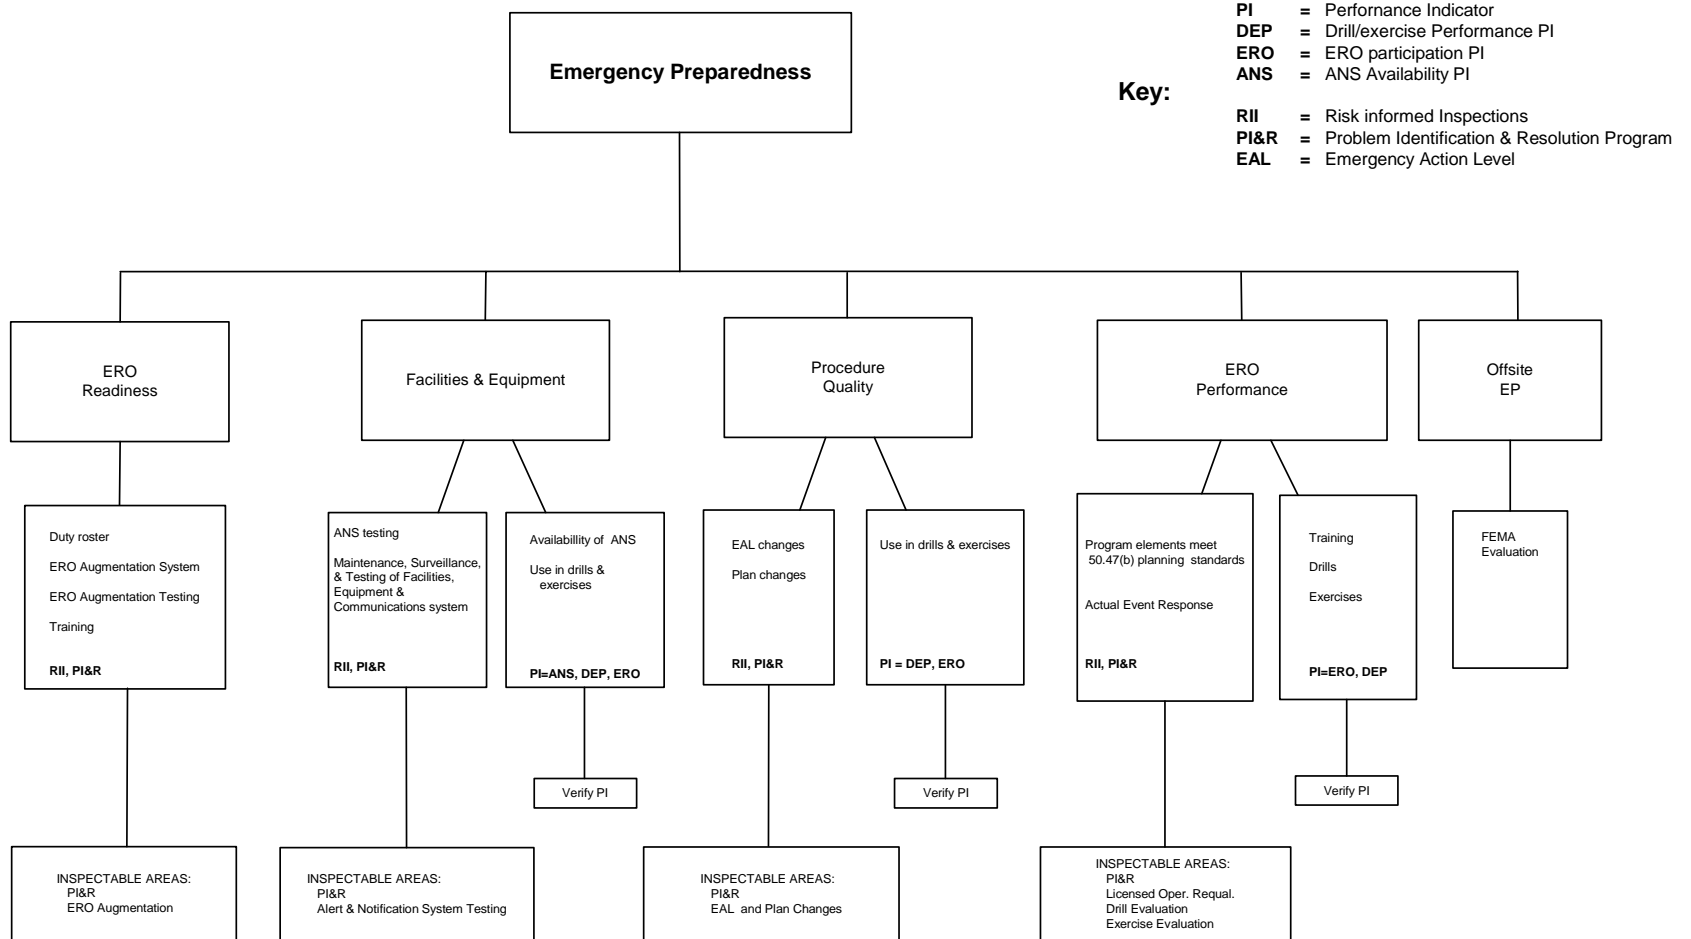 Emergency Preparedness
Key:
PI = Perfornance Indicator
DEP = Drill/exercise Performance PI
ERO = ERO participation PI
ANS = ANS Availability PI
RII = Risk informed Inspections
PI&R = Problem Identification & Resolution Program
EAL = Emergency Action Level
ERO
Readiness
Facilities & Equipment
Procedure
Quality
ERO
Performance
Offsite
EP
Duty roster
ERO Augmentation System
ERO Augmentation Testing
Training
RII, PI&R
ANS testing
Maintenance, Surveillance,
& Testing of Facilities,
Equipment &
Communications system
RII, PI&R
Availabillity of ANS
Use in drills &
exercises
PI=ANS, DEP, ERO
EAL changes
Plan changes
RII, PI&R
Use in drills & exercises
PI = DEP, ERO
Program elements meet
50.47(b) planning standards
Actual Event Response
RII, PI&R
Training
Drills
Exercises
PI=ERO, DEP
FEMA
Evaluation
Verify PI
Verify PI
Verify PI
INSPECTABLE AREAS:
PI&R
ERO Augmentation
INSPECTABLE AREAS:
PI&R
Alert & Notification System Testing
INSPECTABLE AREAS:
PI&R
EAL and Plan Changes
INSPECTABLE AREAS:
PI&R
Licensed Oper. Requal.
Drill Evaluation
Exercise Evaluation